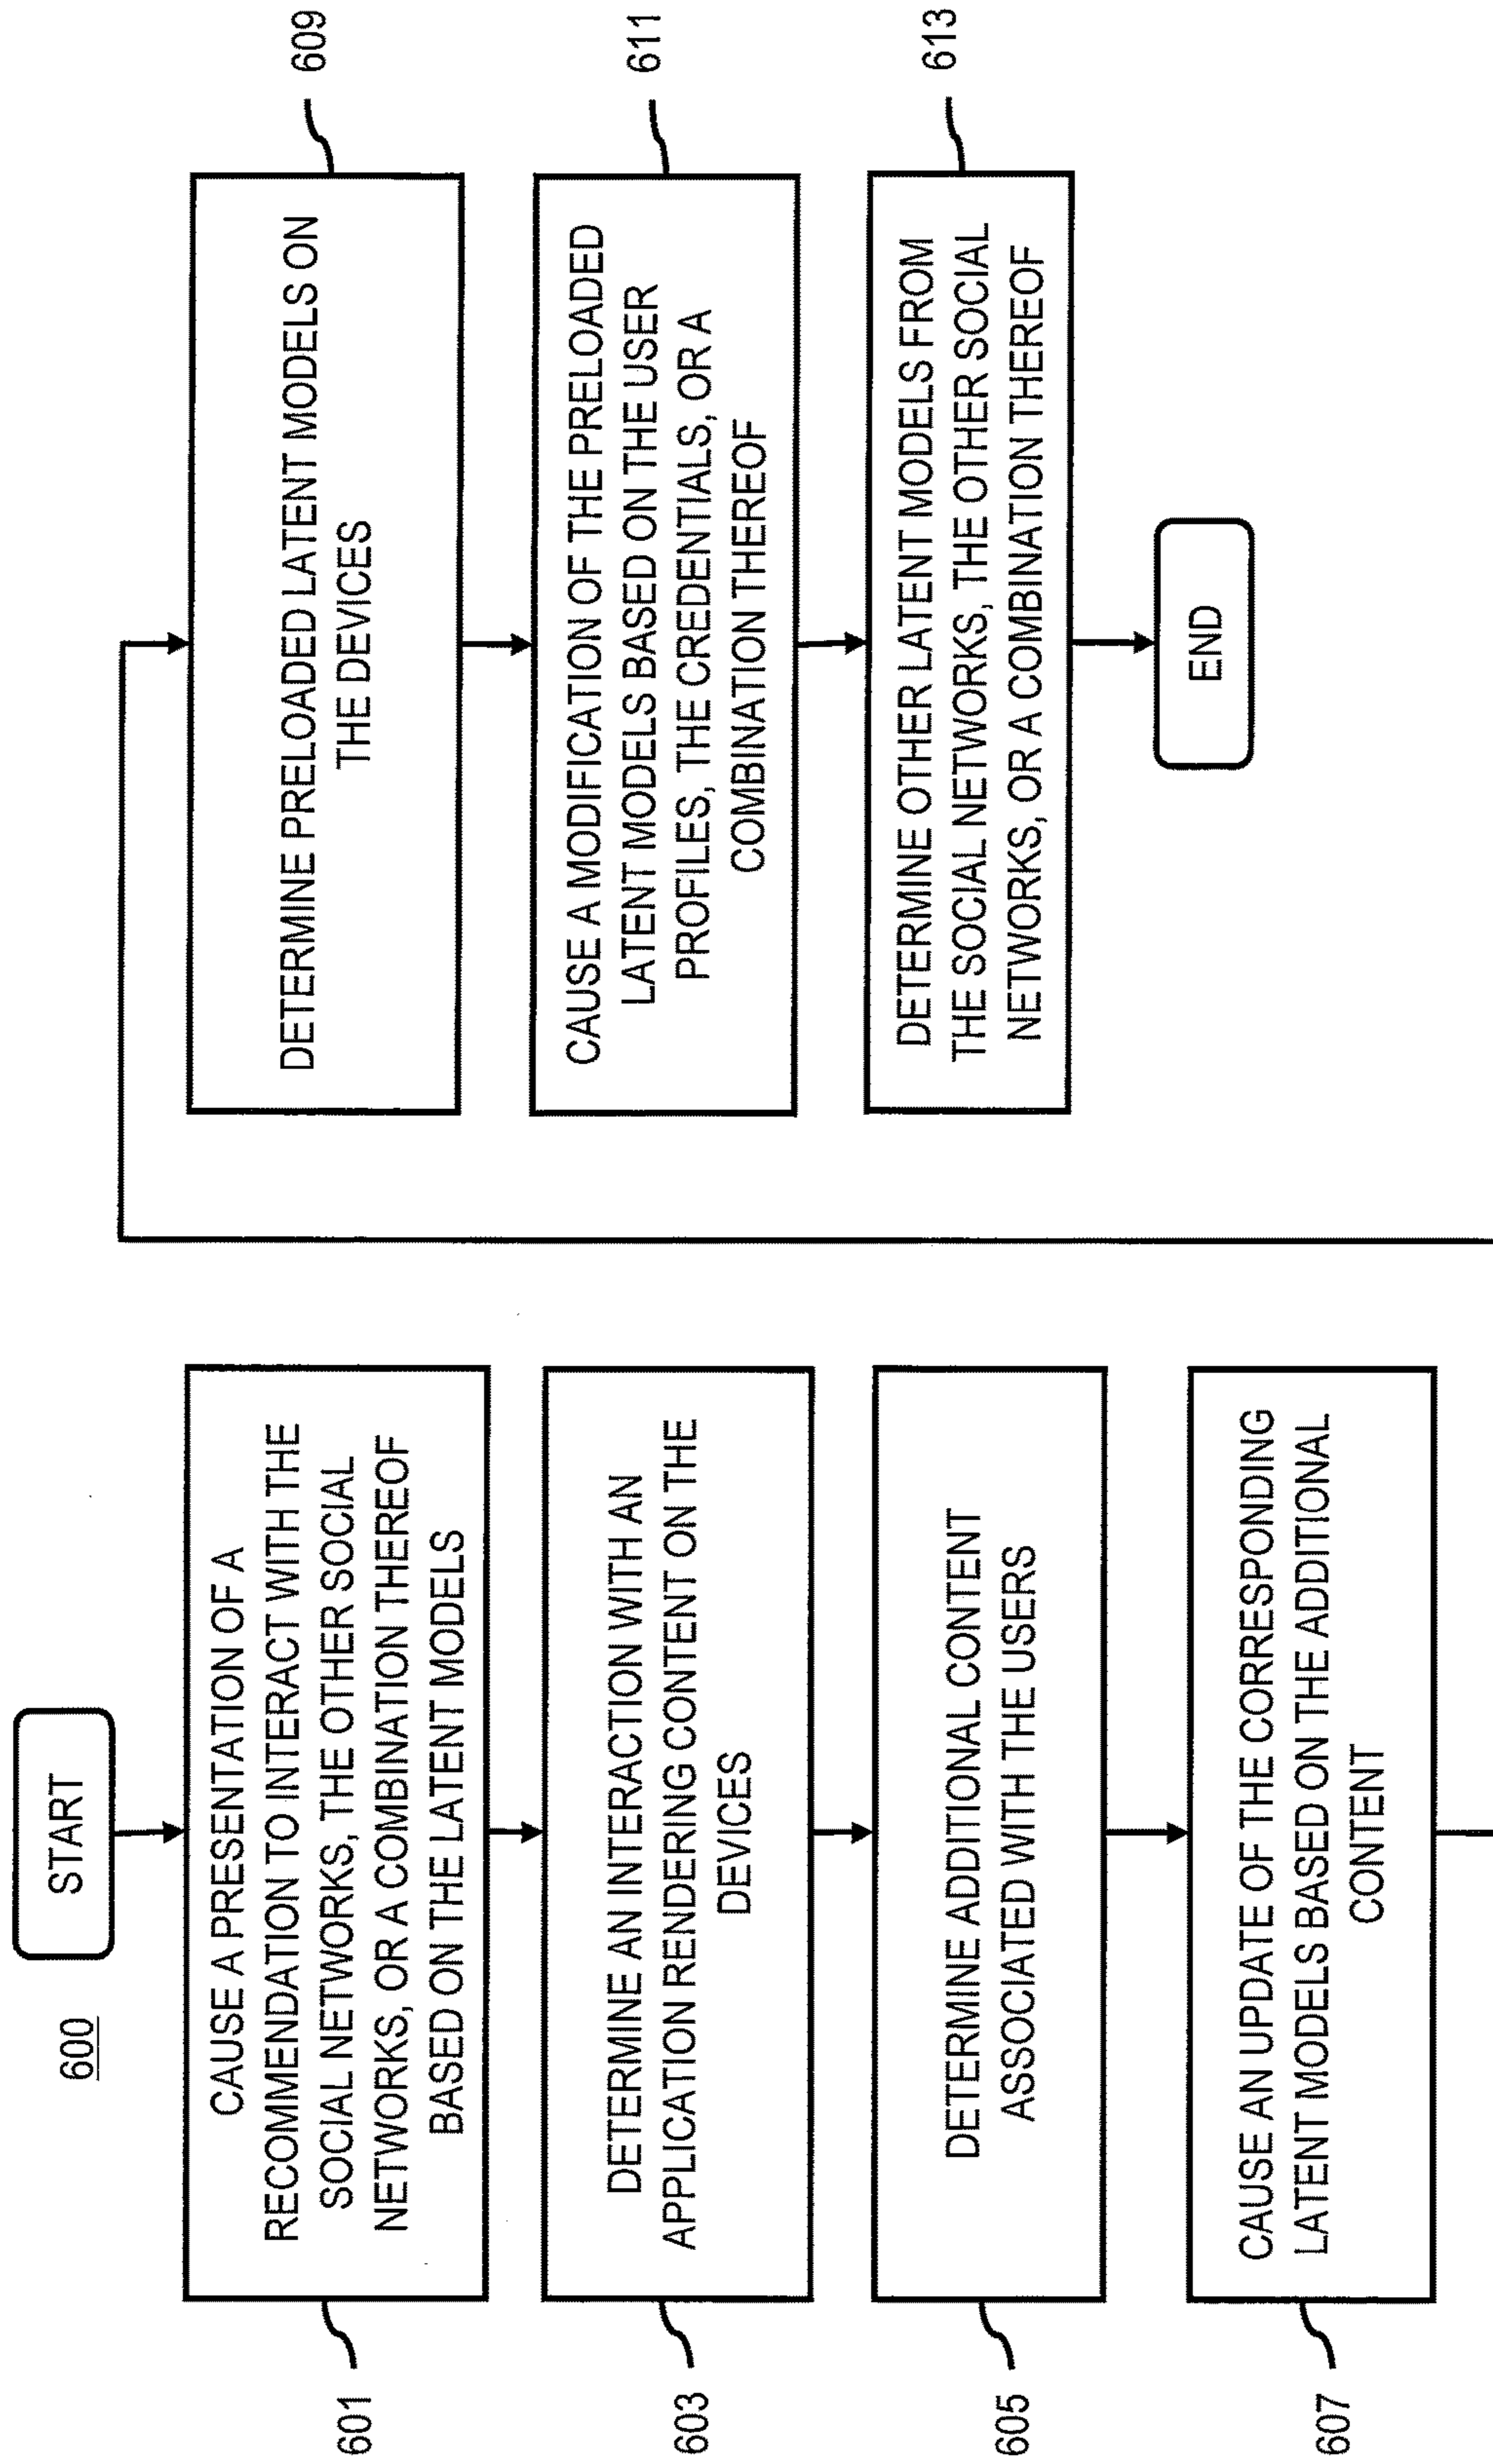 600
START
CAUSE A PRESENTATION OF A
RECOMMENDATION TO INTERACT WITH THE
SOCIAL NETWORKS, THE OTHER SOCIAL
NETWORKS, OR A COMBINATION THEREOF
BASED ON THE LATENT MODELS
601
DETERMINE AN INTERACTION WITH AN
APPLICATION RENDERING CONTENT ON THE
DEVICES
603
DETERMINE ADDITIONAL CONTENT
ASSOCIATED WITH THE USERS
605
CAUSE AN UPDATE OF THE CORRESPONDING
LATENT MODELS BASED ON THE ADDITIONAL
CONTENT
607
DETERMINE PRELOADED LATENT MODELS ON
THE DEVICES
609
CAUSE A MODIFICATION OF THE PRELOADED
LATENT MODELS BASED ON THE USER
PROFILES, THE CREDENTIALS, OR A
COMBINATION THEREOF
611
DETERMINE OTHER LATENT MODELS FROM
THE SOCIAL NETWORKS, THE OTHER SOCIAL
NETWORKS, OR A COMBINATION THEREOF
613
END